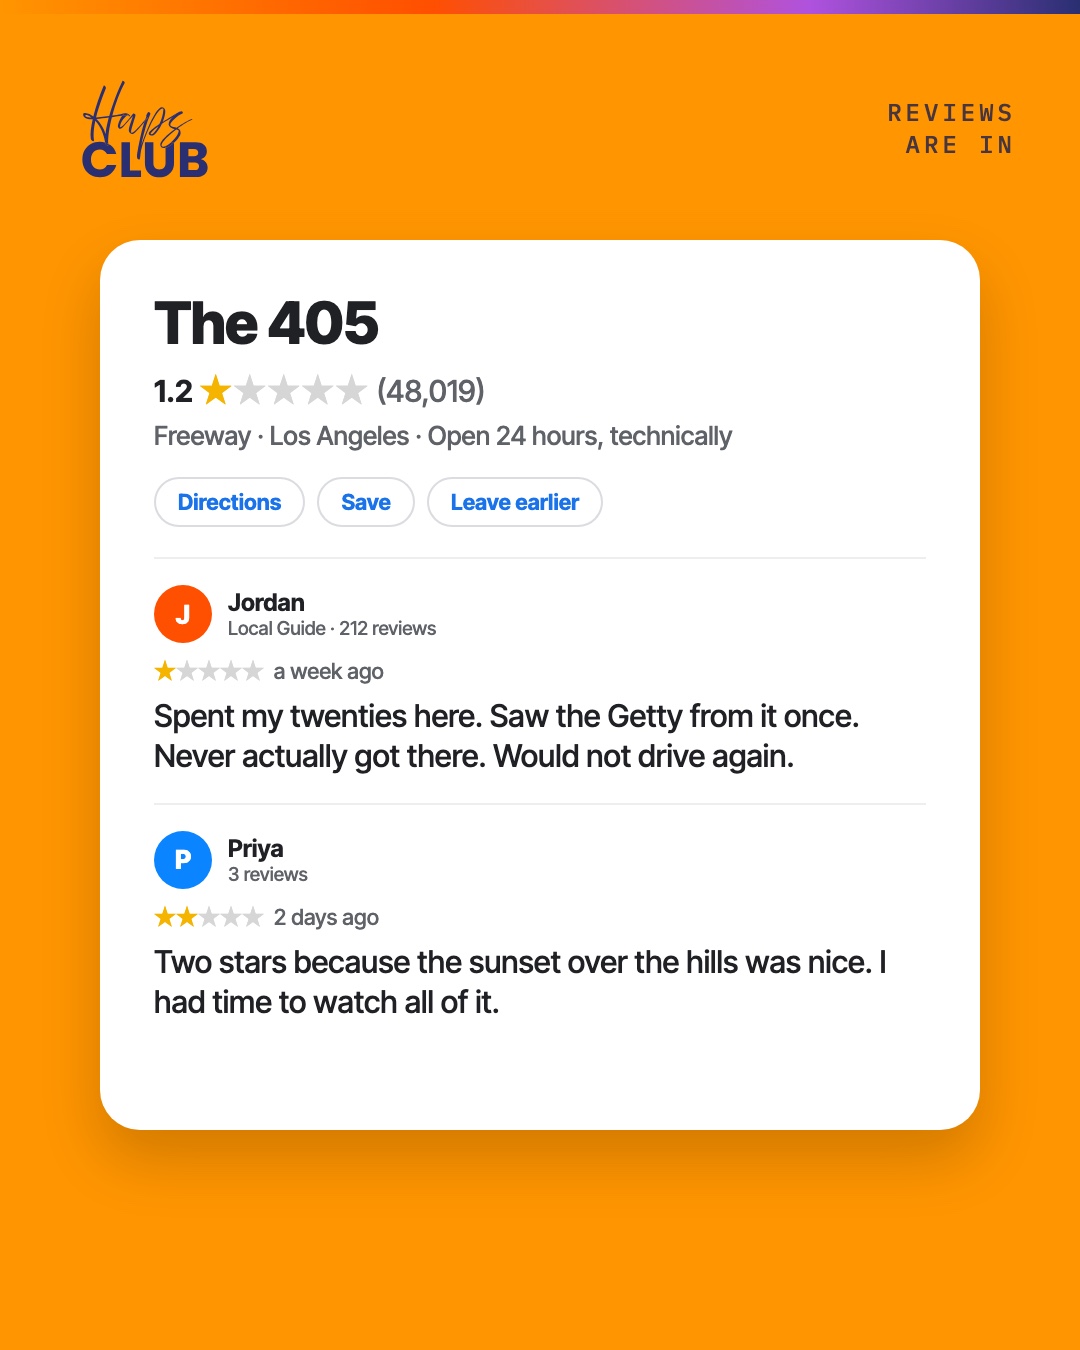 Haps
CLUB
REVIEWS
ARE IN
The 405
1.2 ★★★★★ (48,019)
Freeway · Los Angeles · Open 24 hours, technically
Directions
Save
Leave earlier
J
Jordan
Local Guide · 212 reviews
★★★★★ a week ago
Spent my twenties here. Saw the Getty from it once.
Never actually got there. Would not drive again.
P
Priya
3 reviews
★★★★★ 2 days ago
Two stars because the sunset over the hills was nice. I
had time to watch all of it.